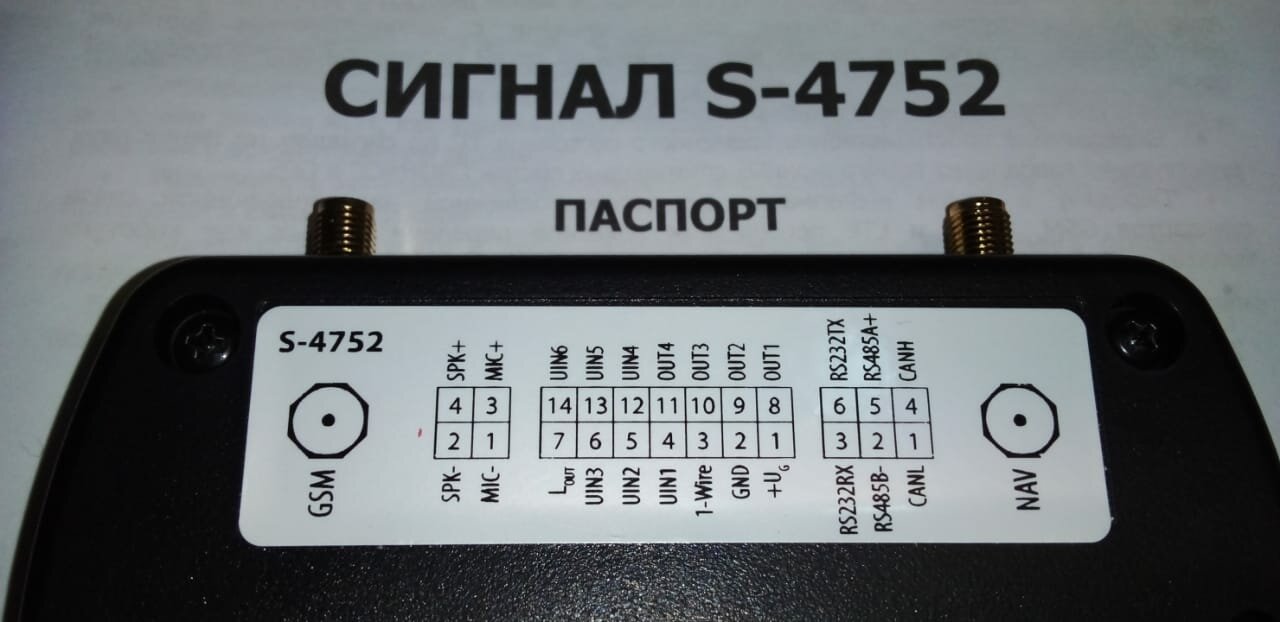 СИГНАЛ S-4752
ПАСПОРТ
S-4752
SPK+ MIC+ UIN6 UIN5 UIN4 OUT4 OUT3 OUT2 OUT1 RS232TX RS485A+ CANH
4 3 14 13 12 11 10 9 8 6 5 4
2 1 7 6 5 4 3 2 1 3 2 1
GSM SPK- MIC- LOUT UIN3 UIN2 UIN1 1-Wire GND +UG RS232RX RS485B- CANL NAV